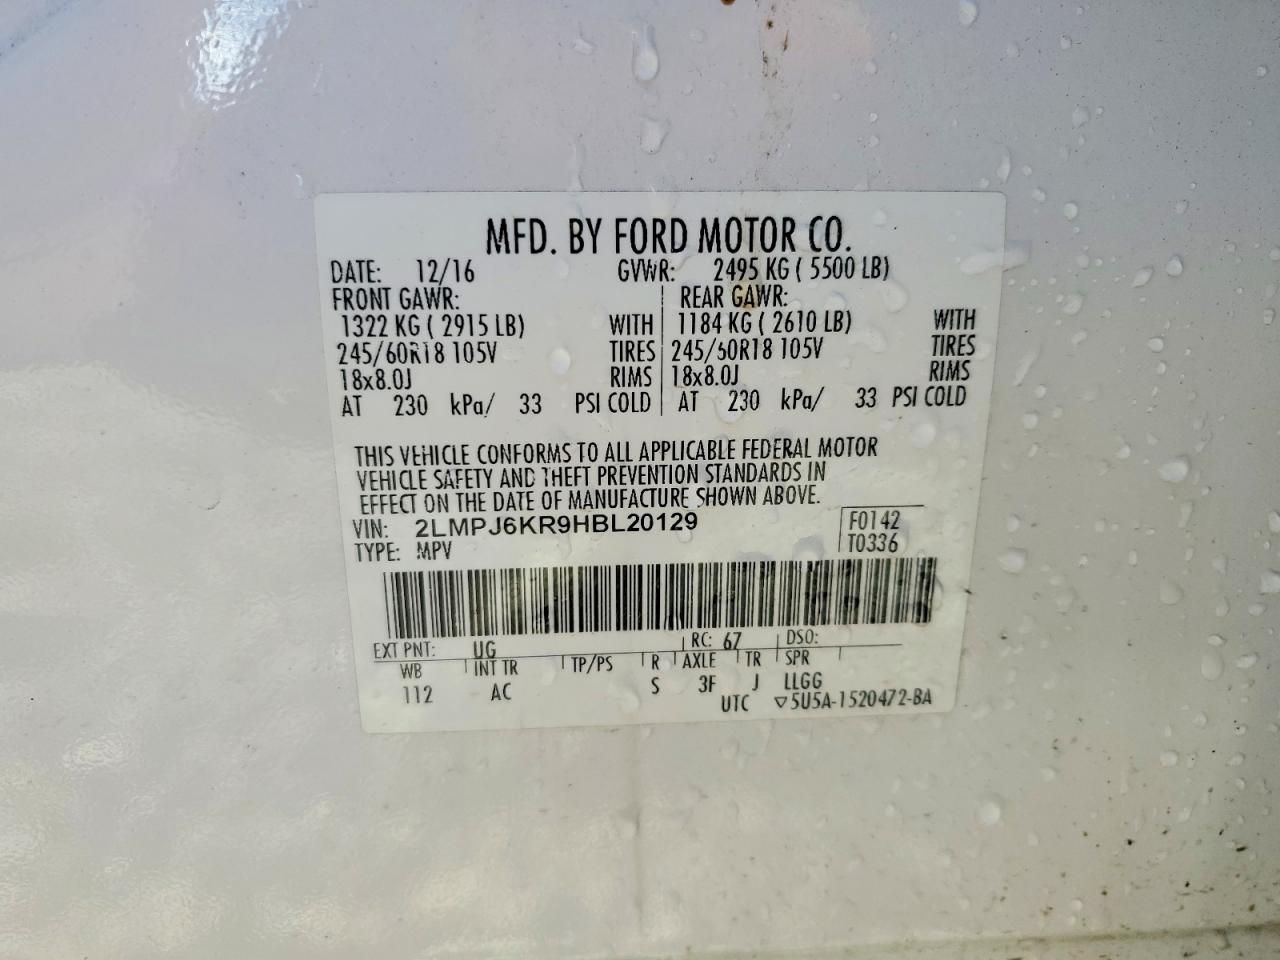 MFD. BY FORD MOTOR CO.
DATE: 12/16 GVWR: 2495 KG ( 5500 LB)
FRONT GAWR: REAR GAWR:
1322 KG ( 2915 LB) WITH 1184 KG ( 2610 LB) WITH
245/60R18 105V TIRES 245/60R18 105V TIRES
18x8.0J RIMS 18x8.0J RIMS
AT 230 kPa/ 33 PSI COLD AT 230 kPa/ 33 PSI COLD
THIS VEHICLE CONFORMS TO ALL APPLICABLE FEDERAL MOTOR
VEHICLE SAFETY AND THEFT PREVENTION STANDARDS IN
EFFECT ON THE DATE OF MANUFACTURE SHOWN ABOVE.
VIN: 2LMPJ6KR9HBL20129 F0142
TYPE: MPV T0336
EXT PNT: UG RC: 67 DSO:
WB INT TR TP/PS R AXLE TR SPR
112 AC S 3F J LLGG
UTC ▽5U5A-1520472-BA